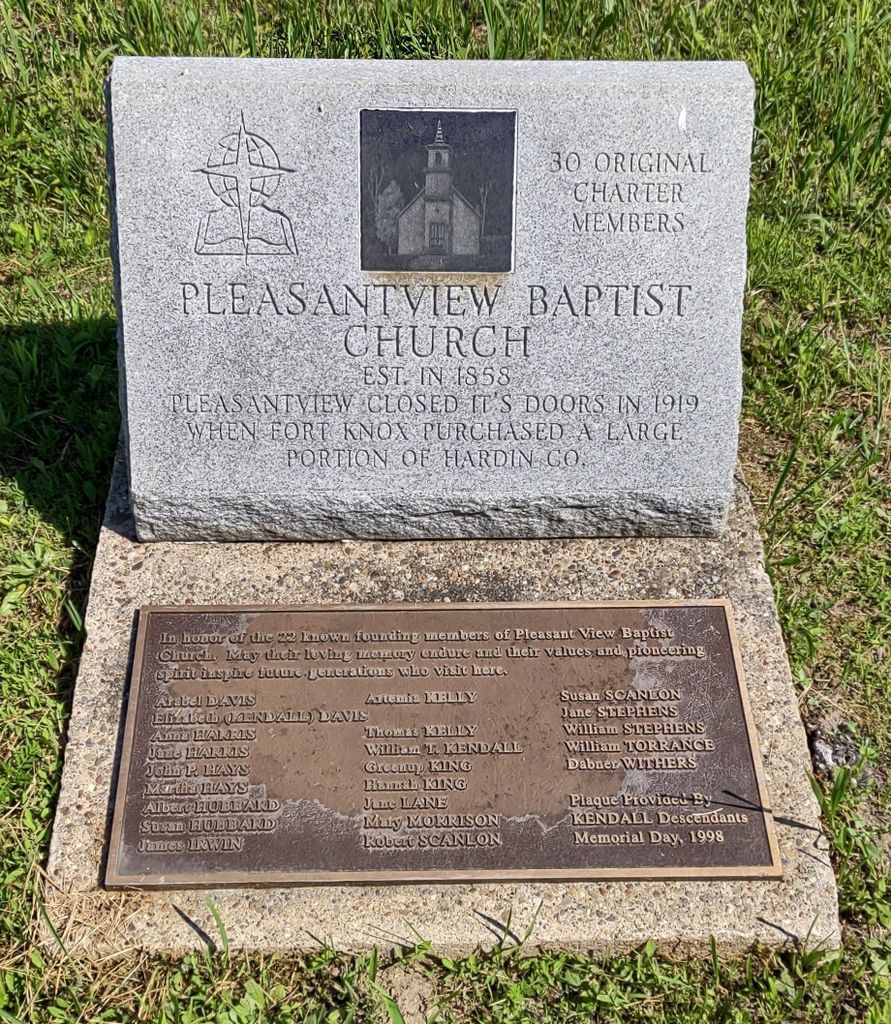 30 ORIGINAL
CHARTER
MEMBERS
PLEASANTVIEW BAPTIST
CHURCH
EST. IN 1858
PLEASANTVIEW CLOSED IT'S DOORS IN 1919
WHEN FORT KNOX PURCHASED A LARGE
PORTION OF HARDIN CO.
In honor of the 22 known founding members of Pleasant View Baptist
Church. May their loving memory endure and their values and pioneering
spirit inspire future generations who visit here.
Arabel DAVIS
Elizabeth (KENDALL) DAVIS
Anna HARRIS
Jane HARRIS
John P. HAYS
Martha HAYS
Albert HUBBARD
Susan HUBBARD
James IRWIN
Artemia KELLY
Thomas KELLY
William T. KENDALL
Greenup KING
Hannah KING
Jane LANE
Mary MORRISON
Robert SCANLON
Susan SCANLON
Jane STEPHENS
William STEPHENS
William TORRANCE
Dabner WITHERS
Plaque Provided By
KENDALL Descendants
Memorial Day, 1998